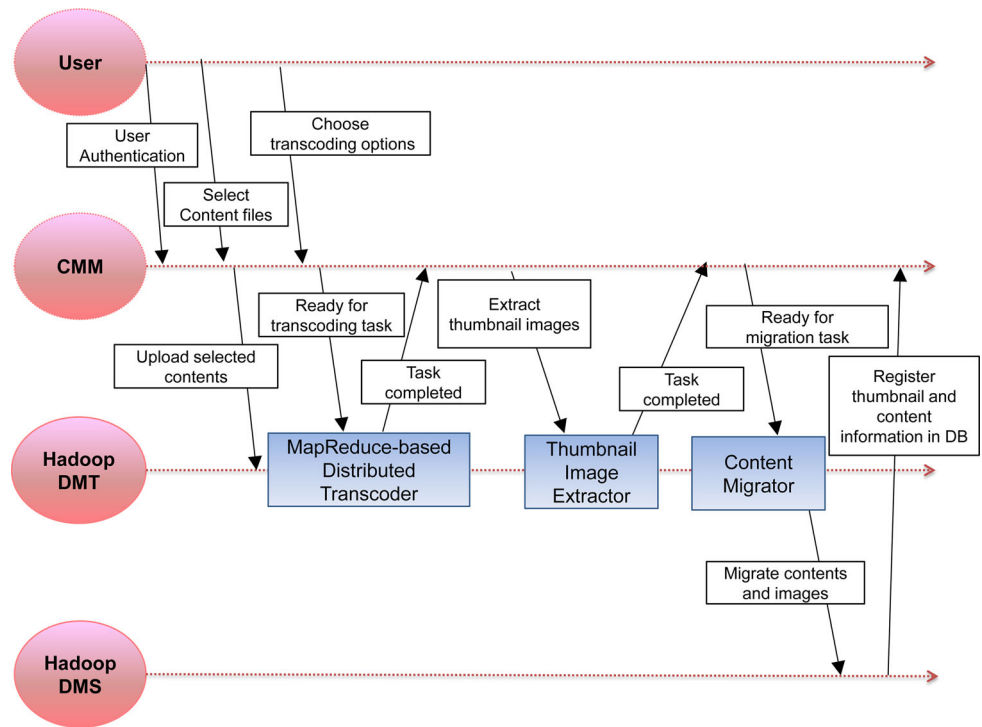 User
User
Authentication
Choose
transcoding options
Select
Content files
CMM
Ready for
transcoding task
Extract
thumbnail images
Ready for
migration task
Upload selected
contents
Task
completed
Task
completed
Register
thumbnail and
content
information in DB
Hadoop
DMT
MapReduce-based
Distributed
Transcoder
Thumbnail
Image
Extractor
Content
Migrator
Migrate contents
and images
Hadoop
DMS